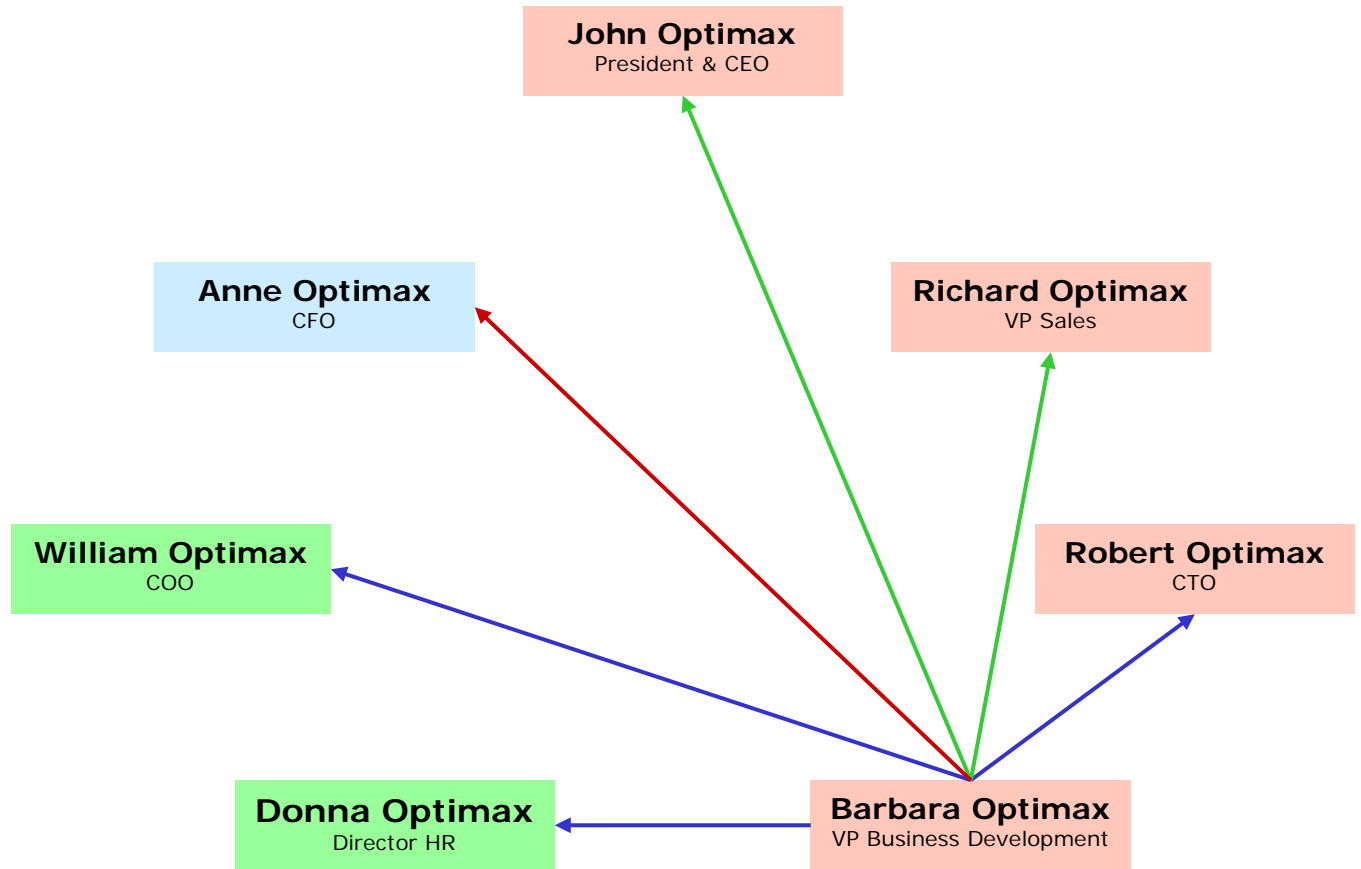 John Optimax
President & CEO
Anne Optimax
CFO
Richard Optimax
VP Sales
William Optimax
COO
Robert Optimax
CTO
Donna Optimax
Director HR
Barbara Optimax
VP Business Development